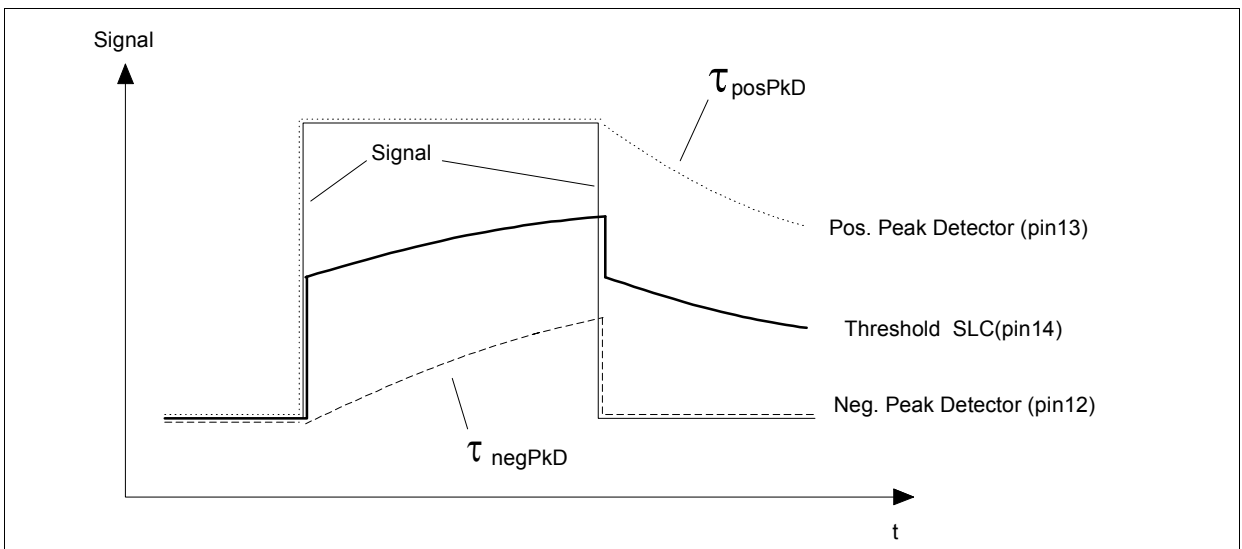 Signal
τ posPkD
Signal
Pos. Peak Detector (pin13)
Threshold SLC(pin14)
Neg. Peak Detector (pin12)
τ negPkD
t